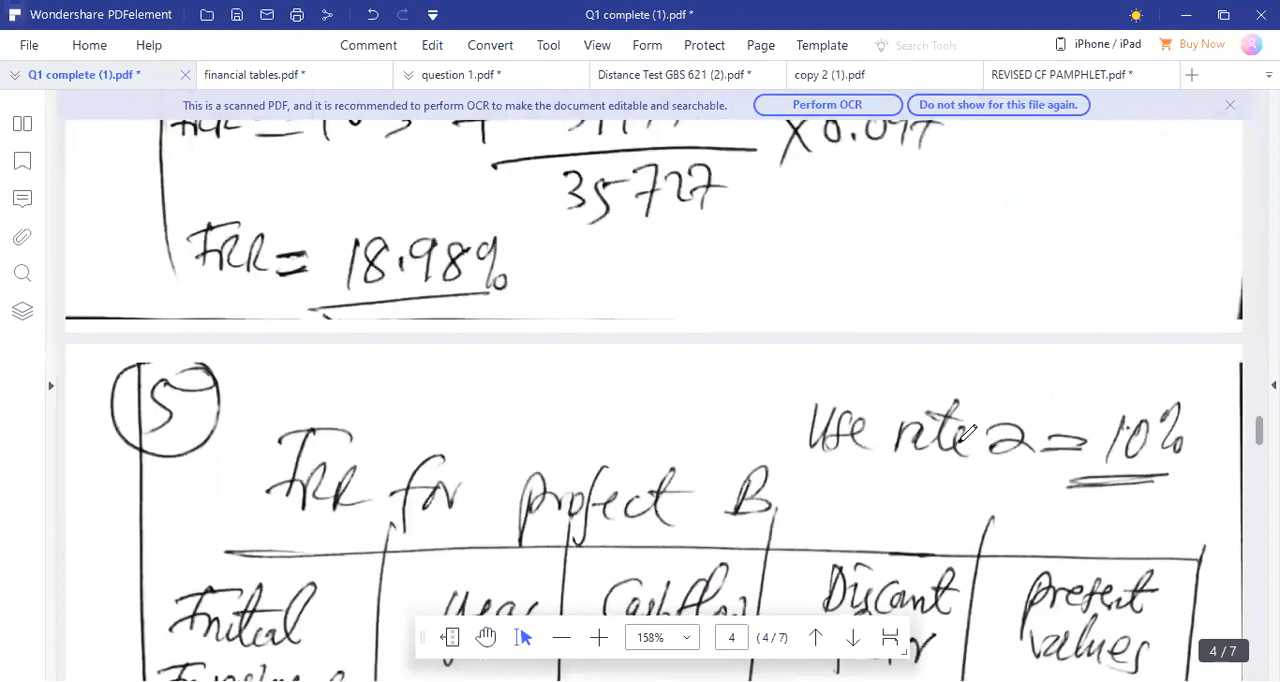 Wondershare PDFelement
Q1 complete (1).pdf *
File Home Help
Comment Edit Convert Tool View Form Protect Page Template
Search Tools
iPhone / iPad
Buy Now
Q1 complete (1).pdf *
financial tables.pdf *
question 1.pdf *
Distance Test GBS 621 (2).pdf *
copy 2 (1).pdf
REVISED CF PAMPHLET.pdf *
This is a scanned PDF, and it is recommended to perform OCR to make the document editable and searchable.
Perform OCR
Do not show for this file again.
35727
IRR = 18.98%
5
Use rate 2 = 10%
IRR for project B
Initial
year
Cashflow
Discant
present
values
158%
4
(4/7)
4 / 7